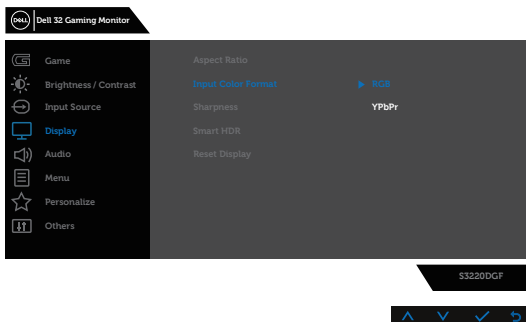 DELL Dell 32 Gaming Monitor
Game
Aspect Ratio
Brightness / Contrast
Input Color Format
RGB
Input Source
Sharpness
YPbPr
Display
Smart HDR
Audio
Reset Display
Menu
Personalize
Others
S3220DGF